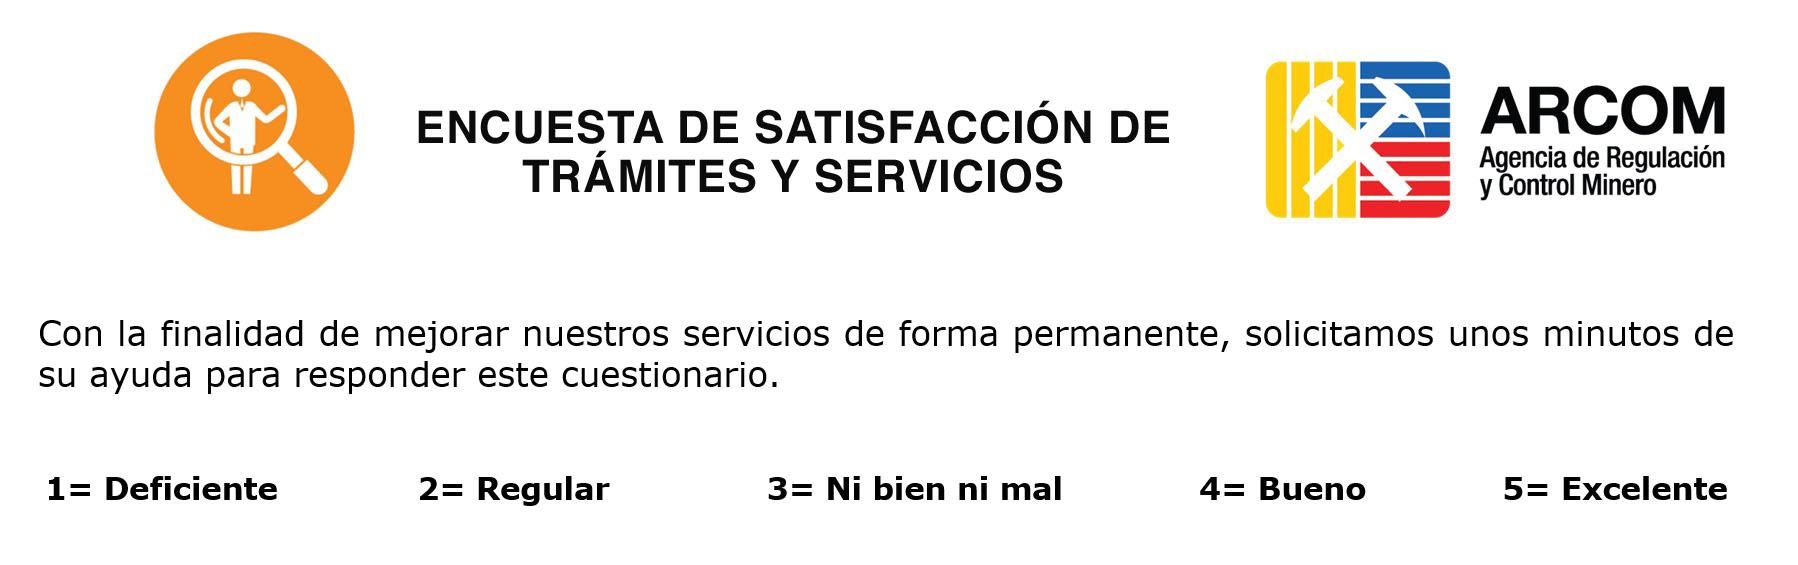 ENCUESTA DE SATISFACCIÓN DE
TRÁMITES Y SERVICIOS
ARCOM
Agencia de Regulación
y Control Minero
Con la finalidad de mejorar nuestros servicios de forma permanente, solicitamos unos minutos de
su ayuda para responder este cuestionario.
1= Deficiente 2= Regular 3= Ni bien ni mal 4= Bueno 5= Excelente